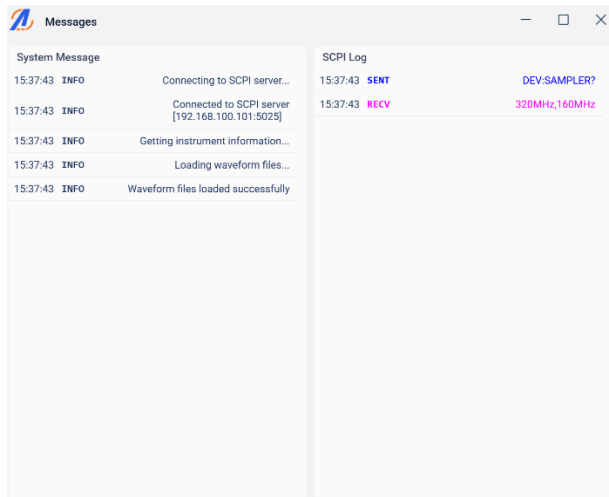 Messages
System Message
15:37:43 INFO Connecting to SCPI server...
15:37:43 INFO Connected to SCPI server
[192.168.100.101:5025]
15:37:43 INFO Getting instrument information...
15:37:43 INFO Loading waveform files...
15:37:43 INFO Waveform files loaded successfully
SCPI Log
15:37:43 SENT DEV:SAMPLER?
15:37:43 RECV 320MHz,160MHz